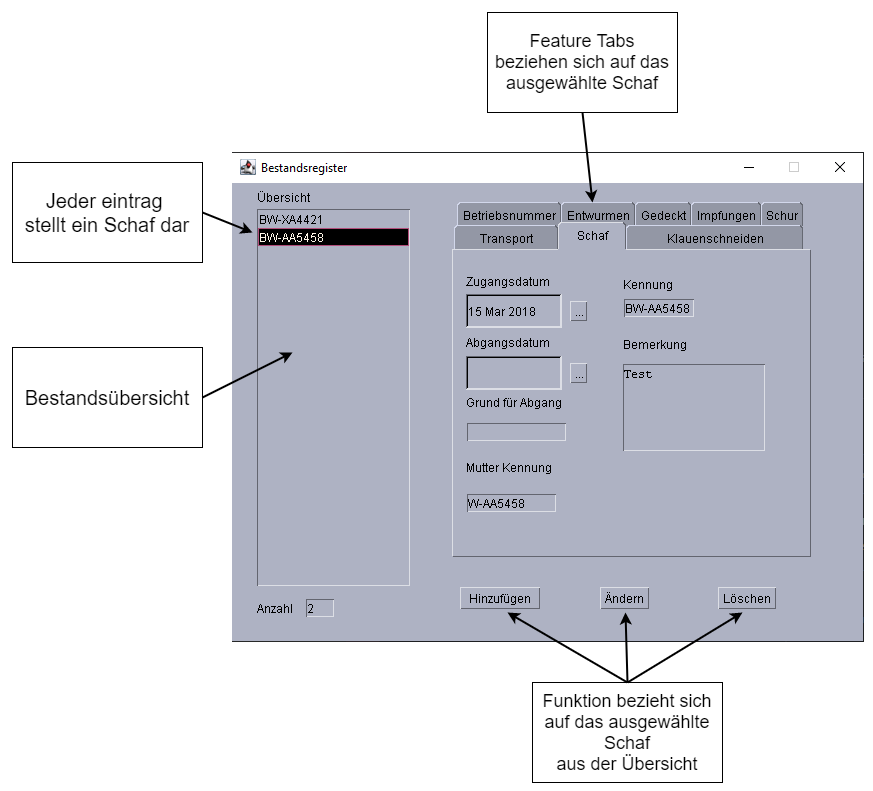 Feature Tabs
beziehen sich auf das
ausgewählte Schaf
Bestandsregister
Jeder eintrag
stellt ein Schaf dar
Übersicht
BW-XA4421
BW-AA5458
Betriebsnummer Entwurmen Gedeckt Impfungen Schur
Transport Schaf Klauenschneiden
Zugangsdatum
15 Mar 2018 ...
Kennung
BW-AA5458
Abgangsdatum
...
Bemerkung
Test
Grund für Abgang
Mutter Kennung
W-AA5458
Bestandsübersicht
Anzahl 2
Hinzufügen Ändern Löschen
Funktion bezieht sich
auf das ausgewählte
Schaf
aus der Übersicht